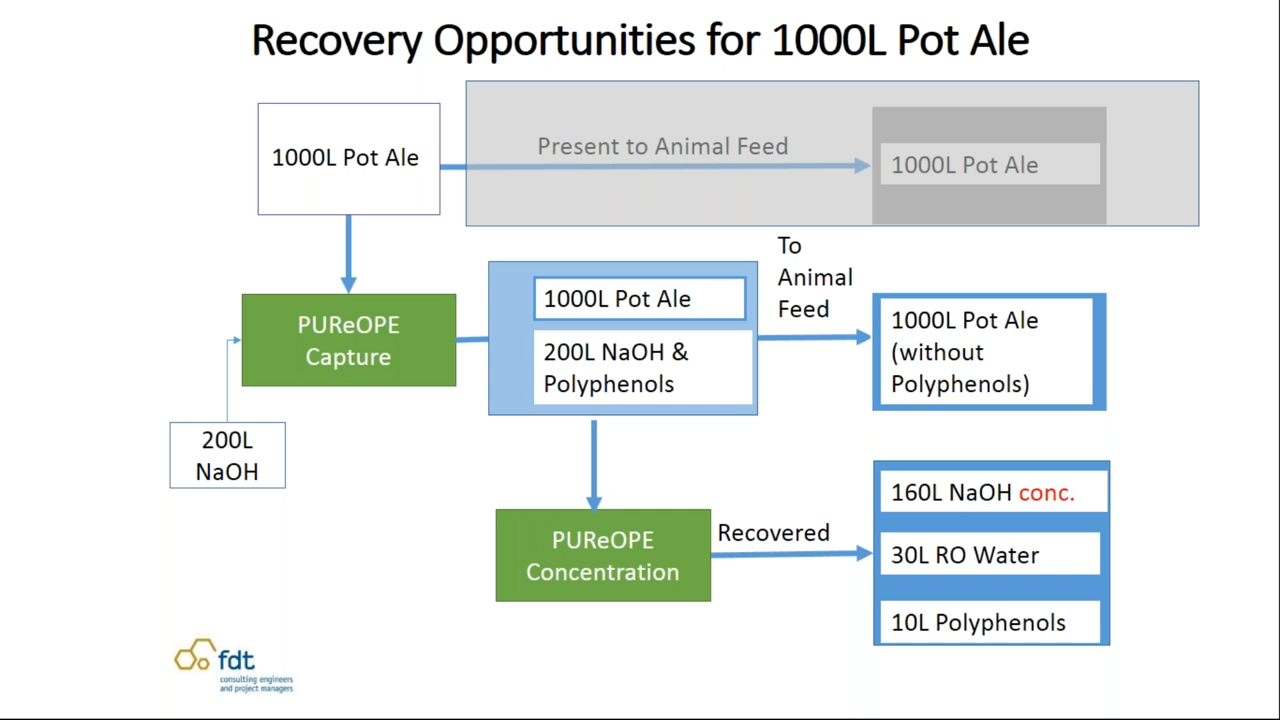 Recovery Opportunities for 1000L Pot Ale
1000L Pot Ale
Present to Animal Feed
1000L Pot Ale
To
Animal
Feed
PUReOPE
Capture
1000L Pot Ale
200L NaOH &
Polyphenols
1000L Pot Ale
(without
Polyphenols)
200L
NaOH
PUReOPE
Concentration
Recovered
160L NaOH conc.
30L RO Water
10L Polyphenols
fdt
consulting engineers
and project managers